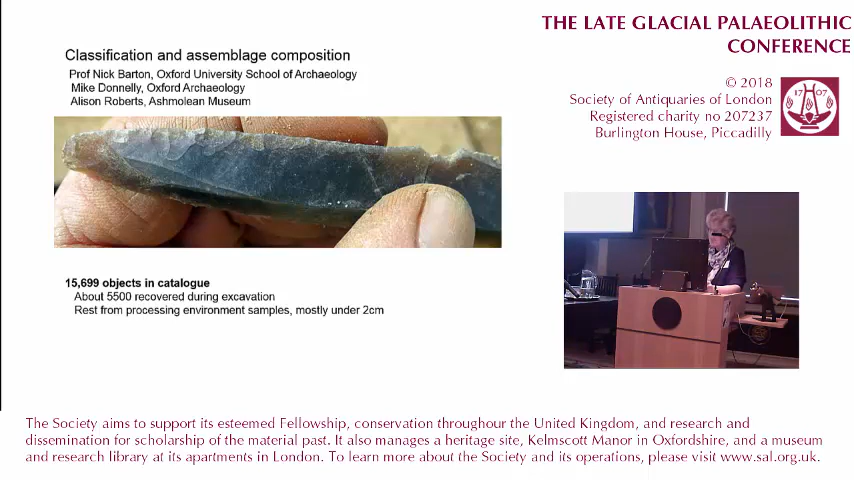 THE LATE GLACIAL PALAEOLITHIC
CONFERENCE
© 2018
Society of Antiquaries of London
Registered charity no 207237
Burlington House, Piccadilly
17 07
Classification and assemblage composition
Prof Nick Barton, Oxford University School of Archaeology
Mike Donnelly, Oxford Archaeology
Alison Roberts, Ashmolean Museum
15,699 objects in catalogue
About 5500 recovered during excavation
Rest from processing environment samples, mostly under 2cm
The Society aims to support its esteemed Fellowship, conservation throughour the United Kingdom, and research and
dissemination for scholarship of the material past. It also manages a heritage site, Kelmscott Manor in Oxfordshire, and a museum
and research library at its apartments in London. To learn more about the Society and its operations, please visit www.sal.org.uk.